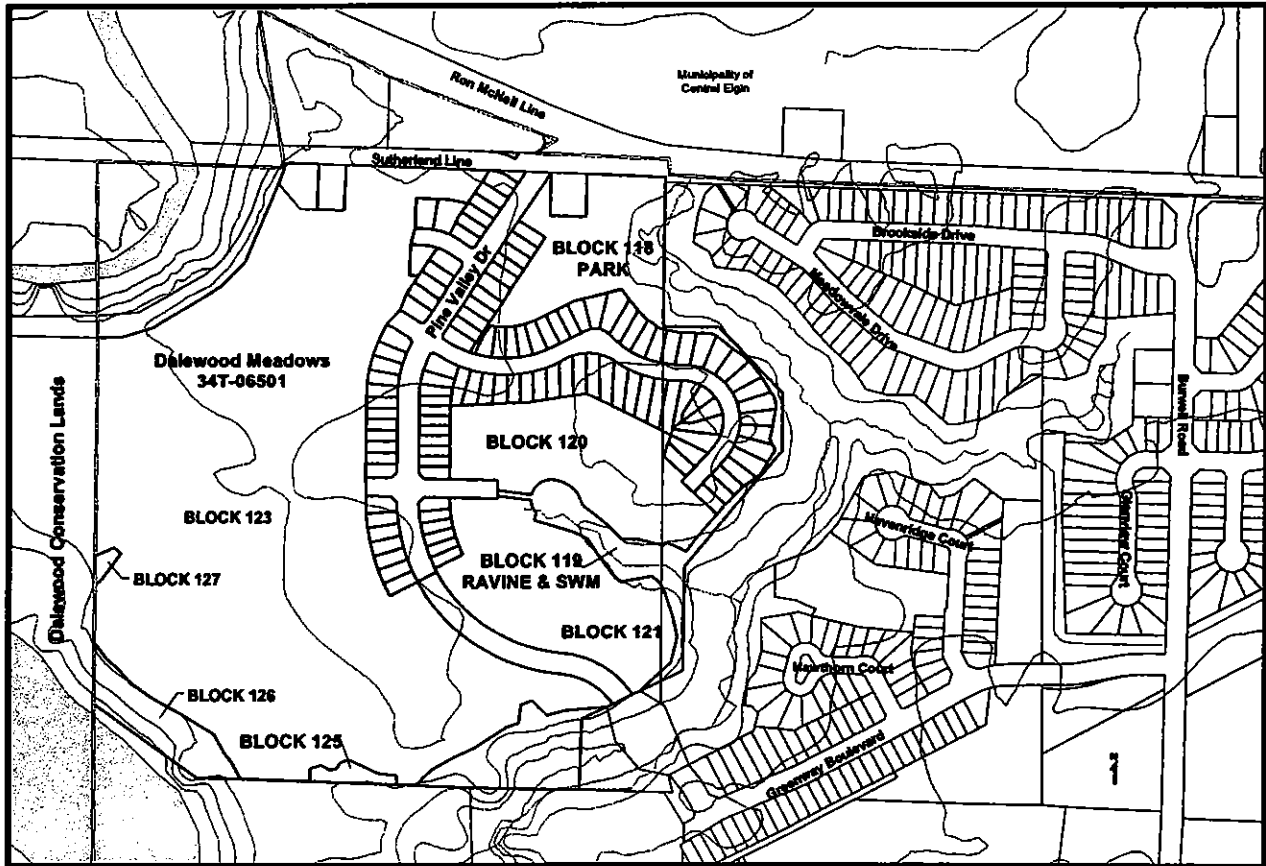 Municipality of
Central Elgin
Ron McNeil Line
Sutherland Line
BLOCK 118
PARK
Pine Valley Dr
Brookside Drive
Meadowvale Drive
Dalewood Meadows
34T-06501
Burwell Road
BLOCK 120
Dalewood Conservation Lands
BLOCK 123
Havenridge Court
Court
BLOCK 119
RAVINE & SWM
BLOCK 127
BLOCK 121
Hawthorn Court
BLOCK 126
BLOCK 125
Greenway Boulevard